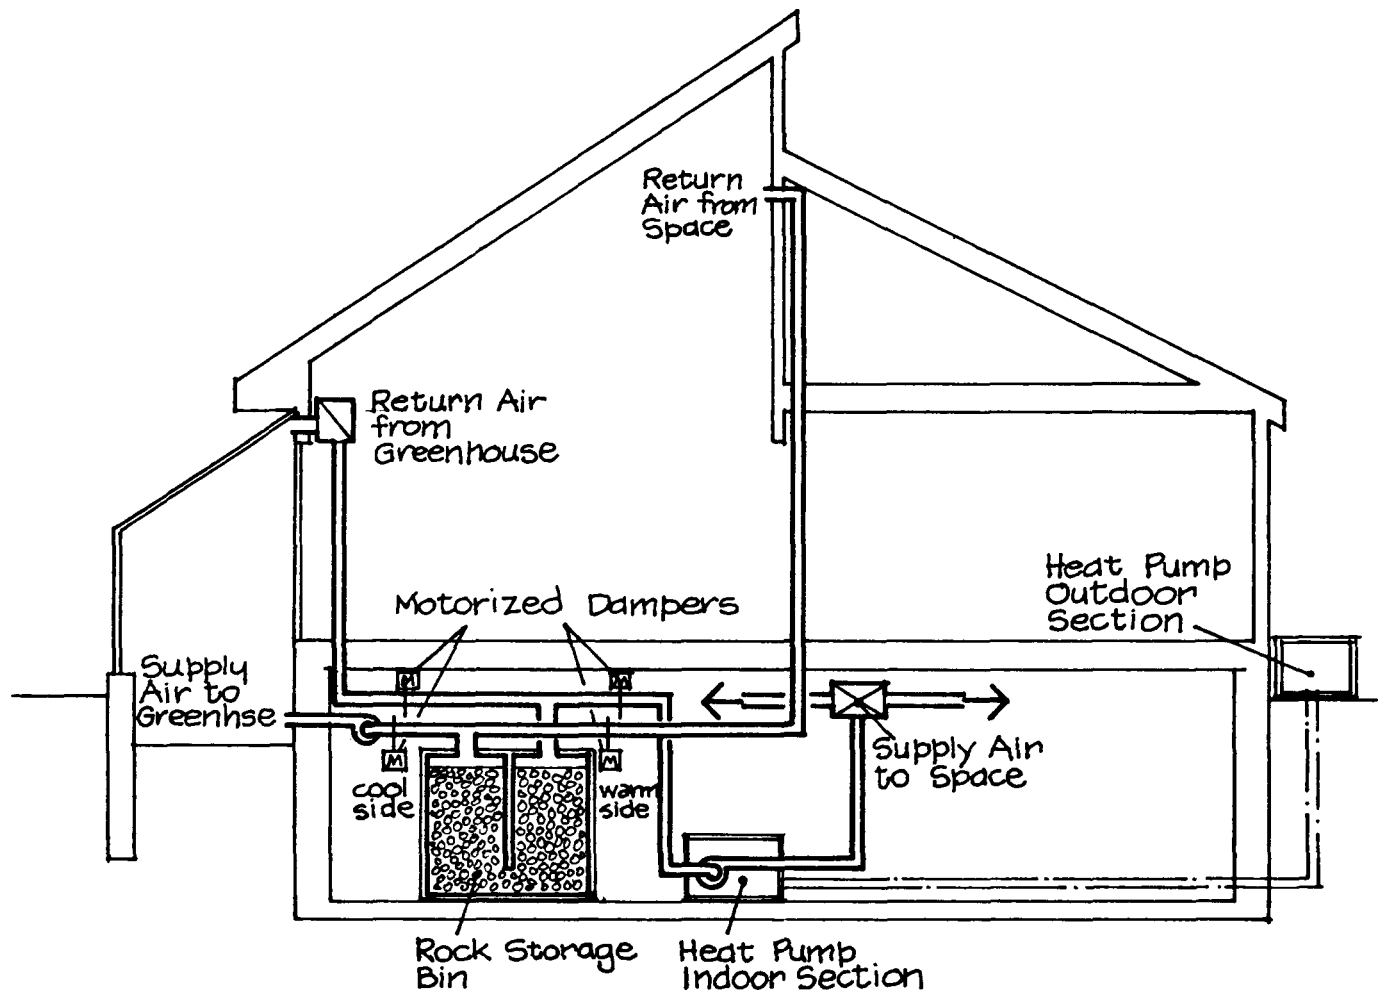 Return
Air from
Space
Return Air
from
Greenhouse
Heat Pump
Outdoor
Section
Motorized Dampers
Supply
Air to
Greenhse
M
M
M
M
Supply Air
to Space
cool
side
warm
side
Rock Storage
Bin
Heat Pump
Indoor Section